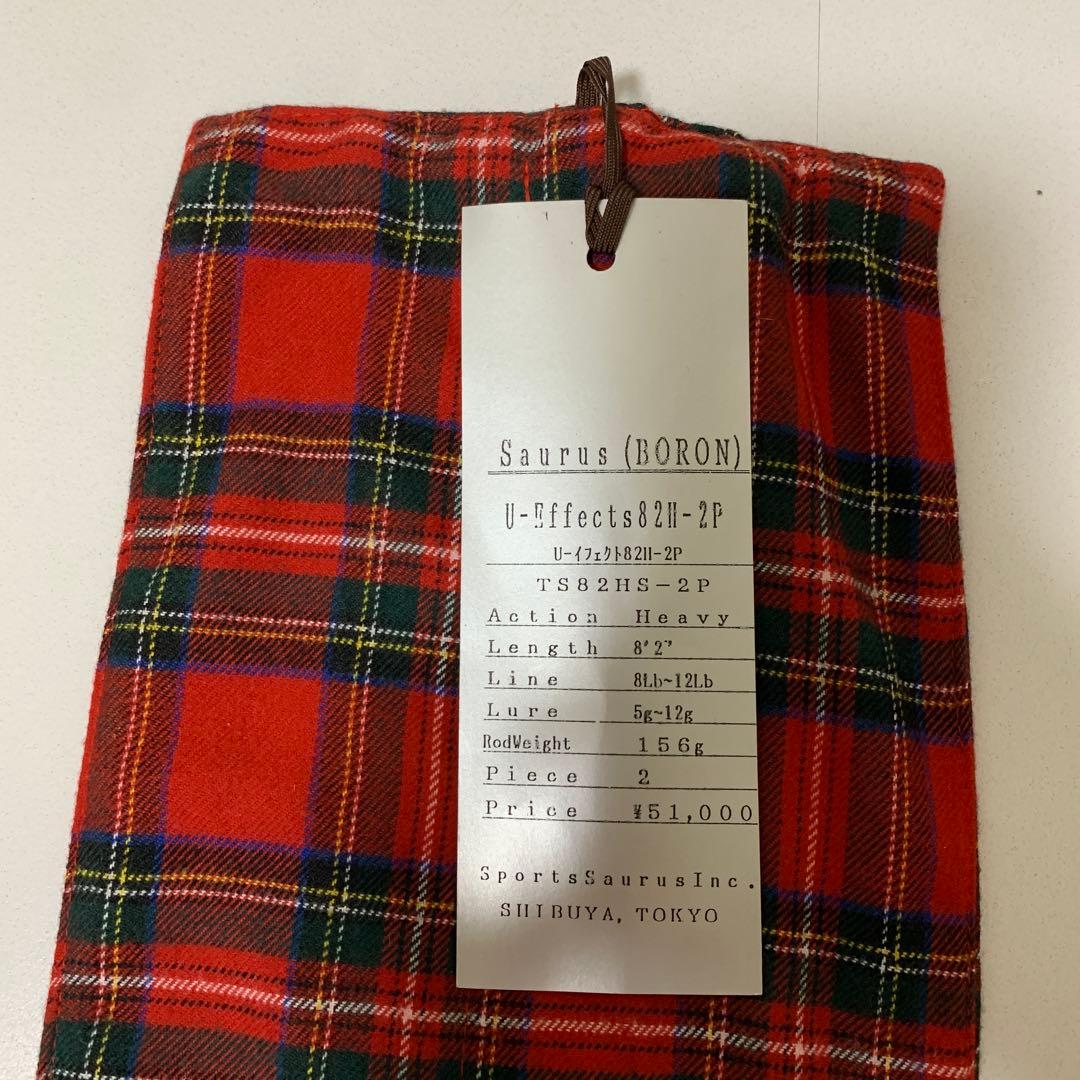 Saurus (BORON)
U-Effects82H-2P
U-イフェクト82H-2P
TS82HS-2P
Action Heavy
Length 8'2"
Line 8Lb~12Lb
Lure 5g~12g
RodWeight 156g
Piece 2
Price ¥51,000
SportsSaurusInc.
SHIBUYA, TOKYO